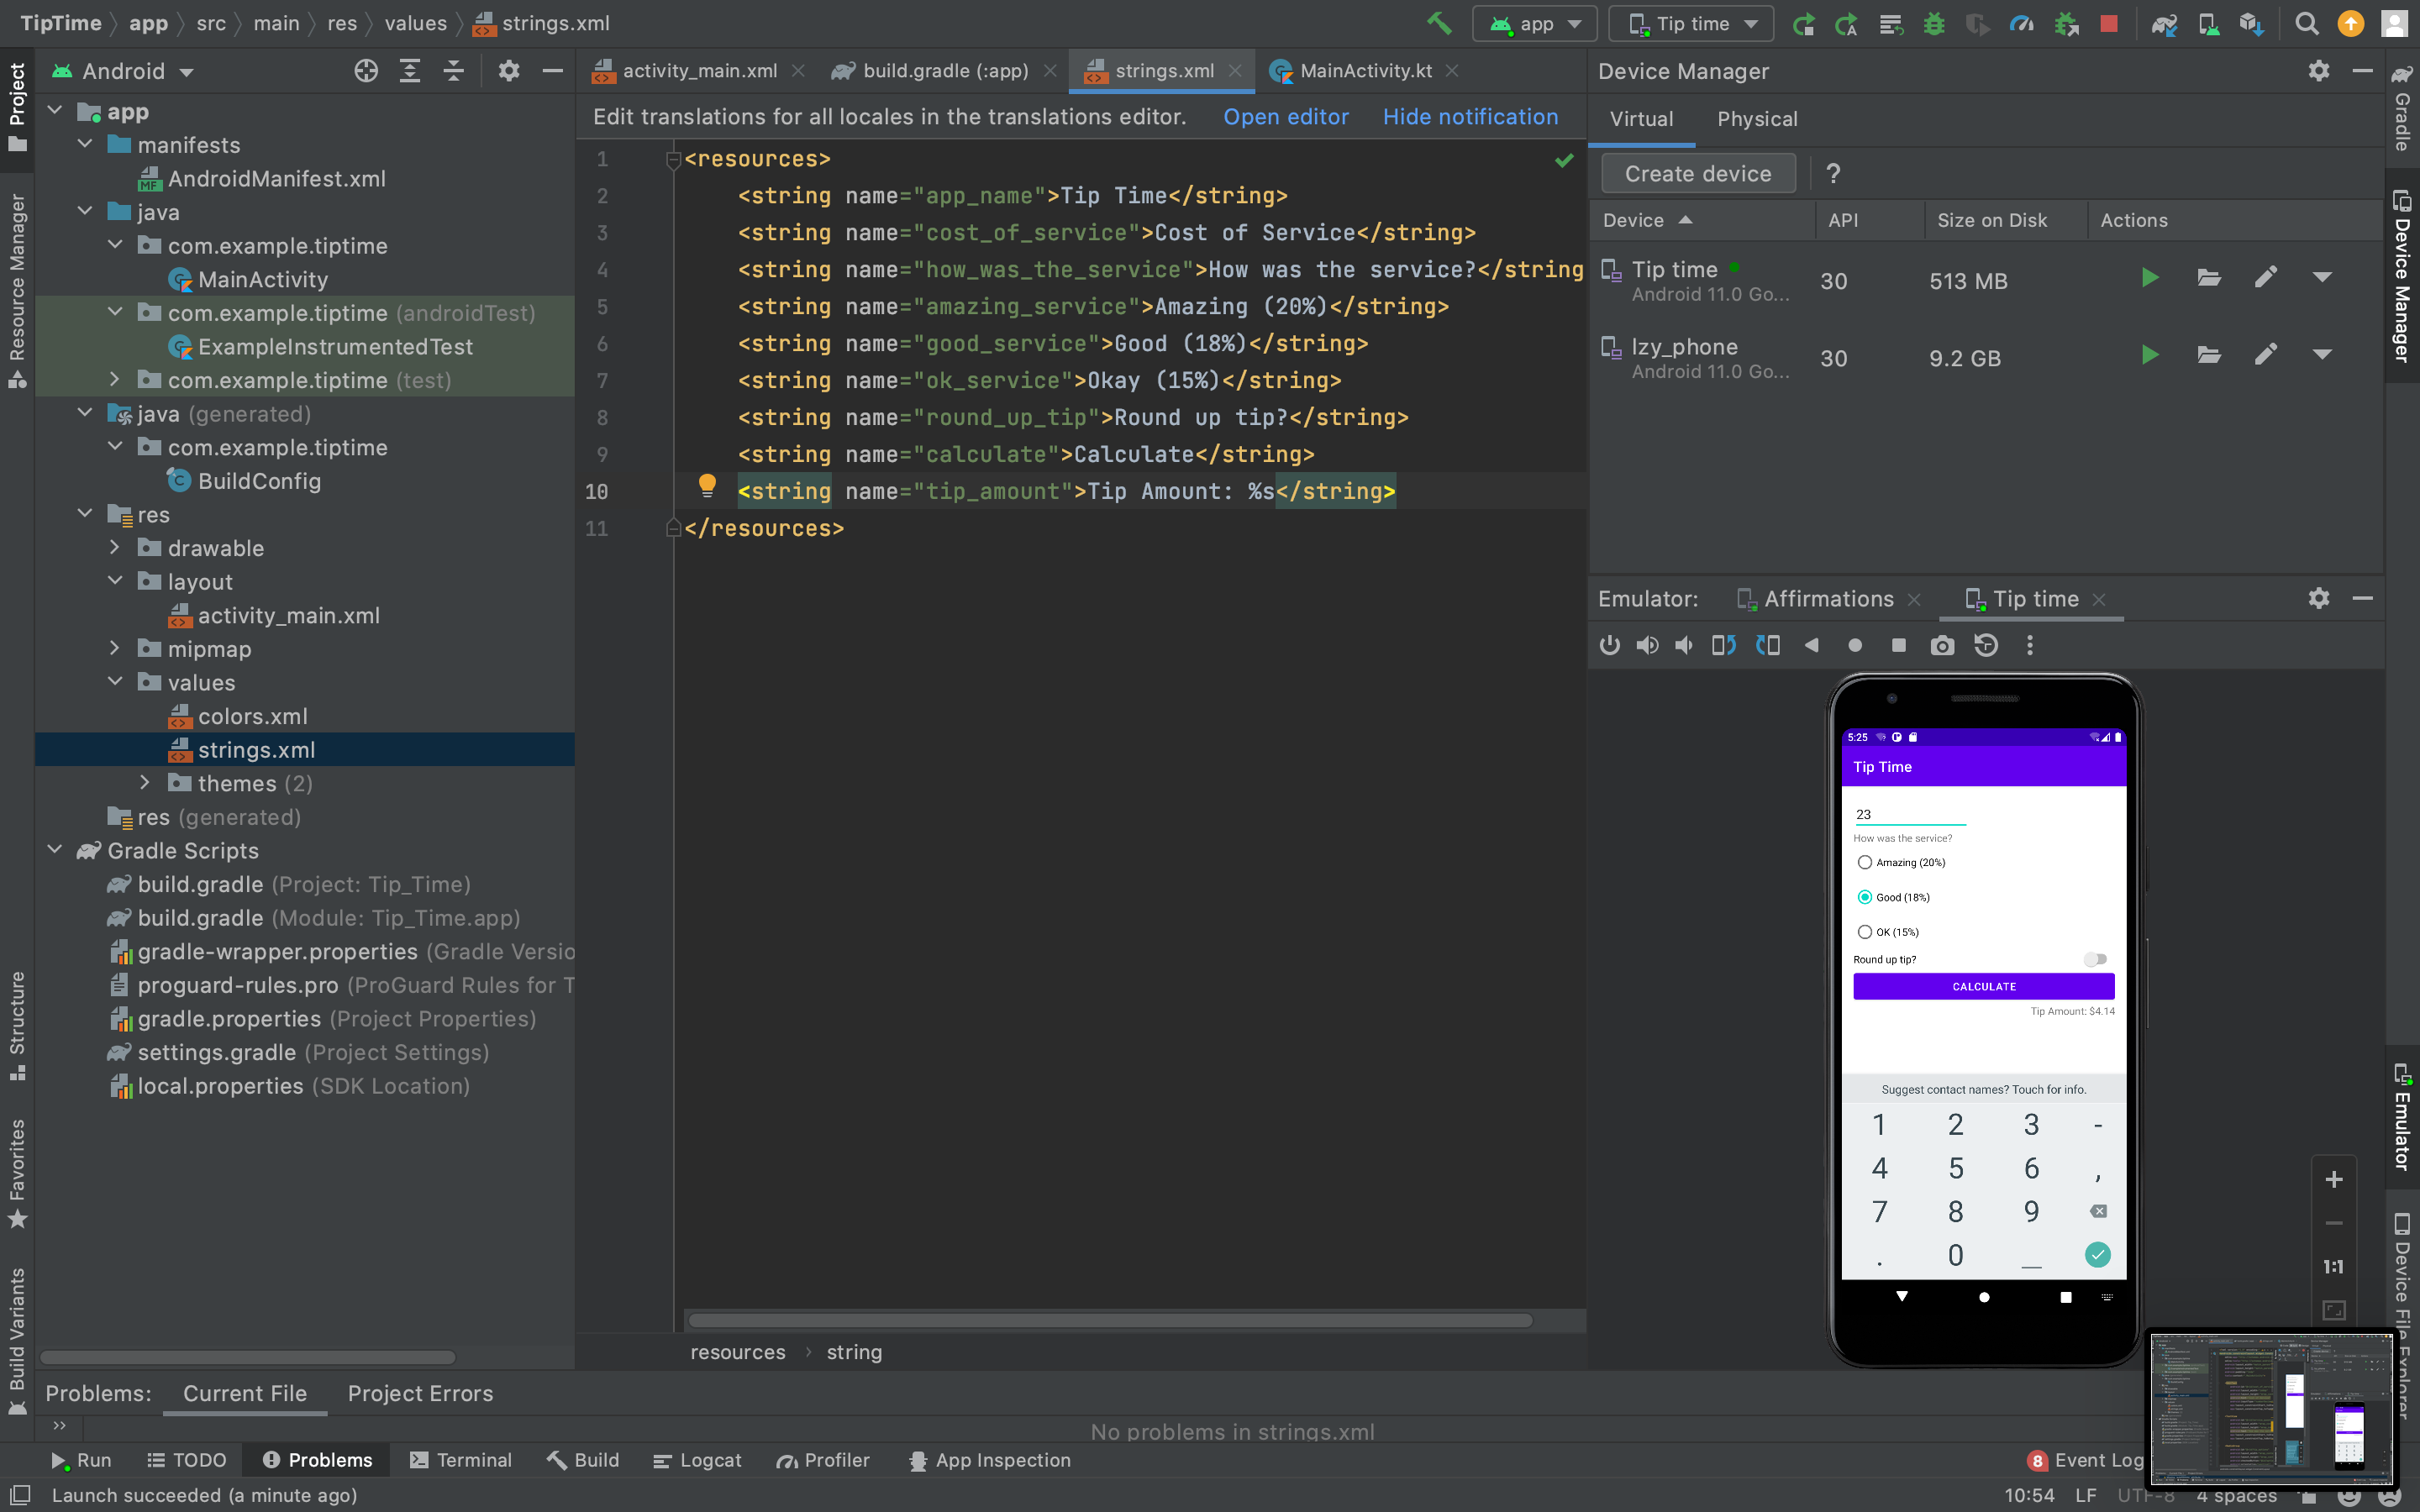 TipTime app src main res values strings.xml app Tip time
Project
Resource Manager
Structure
Favorites
Build Variants
Android
app
manifests
AndroidManifest.xml
java
com.example.tiptime
MainActivity
com.example.tiptime (androidTest)
ExampleInstrumentedTest
com.example.tiptime (test)
java (generated)
com.example.tiptime
BuildConfig
res
drawable
layout
activity_main.xml
mipmap
values
colors.xml
strings.xml
themes (2)
res (generated)
Gradle Scripts
build.gradle (Project: Tip_Time)
build.gradle (Module: Tip_Time.app)
gradle-wrapper.properties (Gradle Versio
proguard-rules.pro (ProGuard Rules for T
gradle.properties (Project Properties)
settings.gradle (Project Settings)
local.properties (SDK Location)
activity_main.xml build.gradle (:app) strings.xml MainActivity.kt
Edit translations for all locales in the translations editor. Open editor Hide notification
1 <resources>
2 <string name="app_name">Tip Time</string>
3 <string name="cost_of_service">Cost of Service</string>
4 <string name="how_was_the_service">How was the service?</string
5 <string name="amazing_service">Amazing (20%)</string>
6 <string name="good_service">Good (18%)</string>
7 <string name="ok_service">Okay (15%)</string>
8 <string name="round_up_tip">Round up tip?</string>
9 <string name="calculate">Calculate</string>
10 <string name="tip_amount">Tip Amount: %s</string>
11 </resources>
resources string
Device Manager
Virtual Physical
Create device ?
Device API Size on Disk Actions
Tip time 30 513 MB
Android 11.0 Go...
lzy_phone 30 9.2 GB
Android 11.0 Go...
Emulator: Affirmations Tip time
5:25
Tip Time
23
How was the service?
Amazing (20%)
Good (18%)
OK (15%)
Round up tip?
CALCULATE
Tip Amount: $4.14
Suggest contact names? Touch for info.
1 2 3 -
4 5 6 ,
7 8 9
. 0 _
1:1
Gradle
Device Manager
Emulator
Device File Explorer
Problems: Current File Project Errors
No problems in strings.xml
Run TODO Problems Terminal Build Logcat Profiler App Inspection 8 Event Log
Launch succeeded (a minute ago) 10:54 LF UTF-8 4 spaces